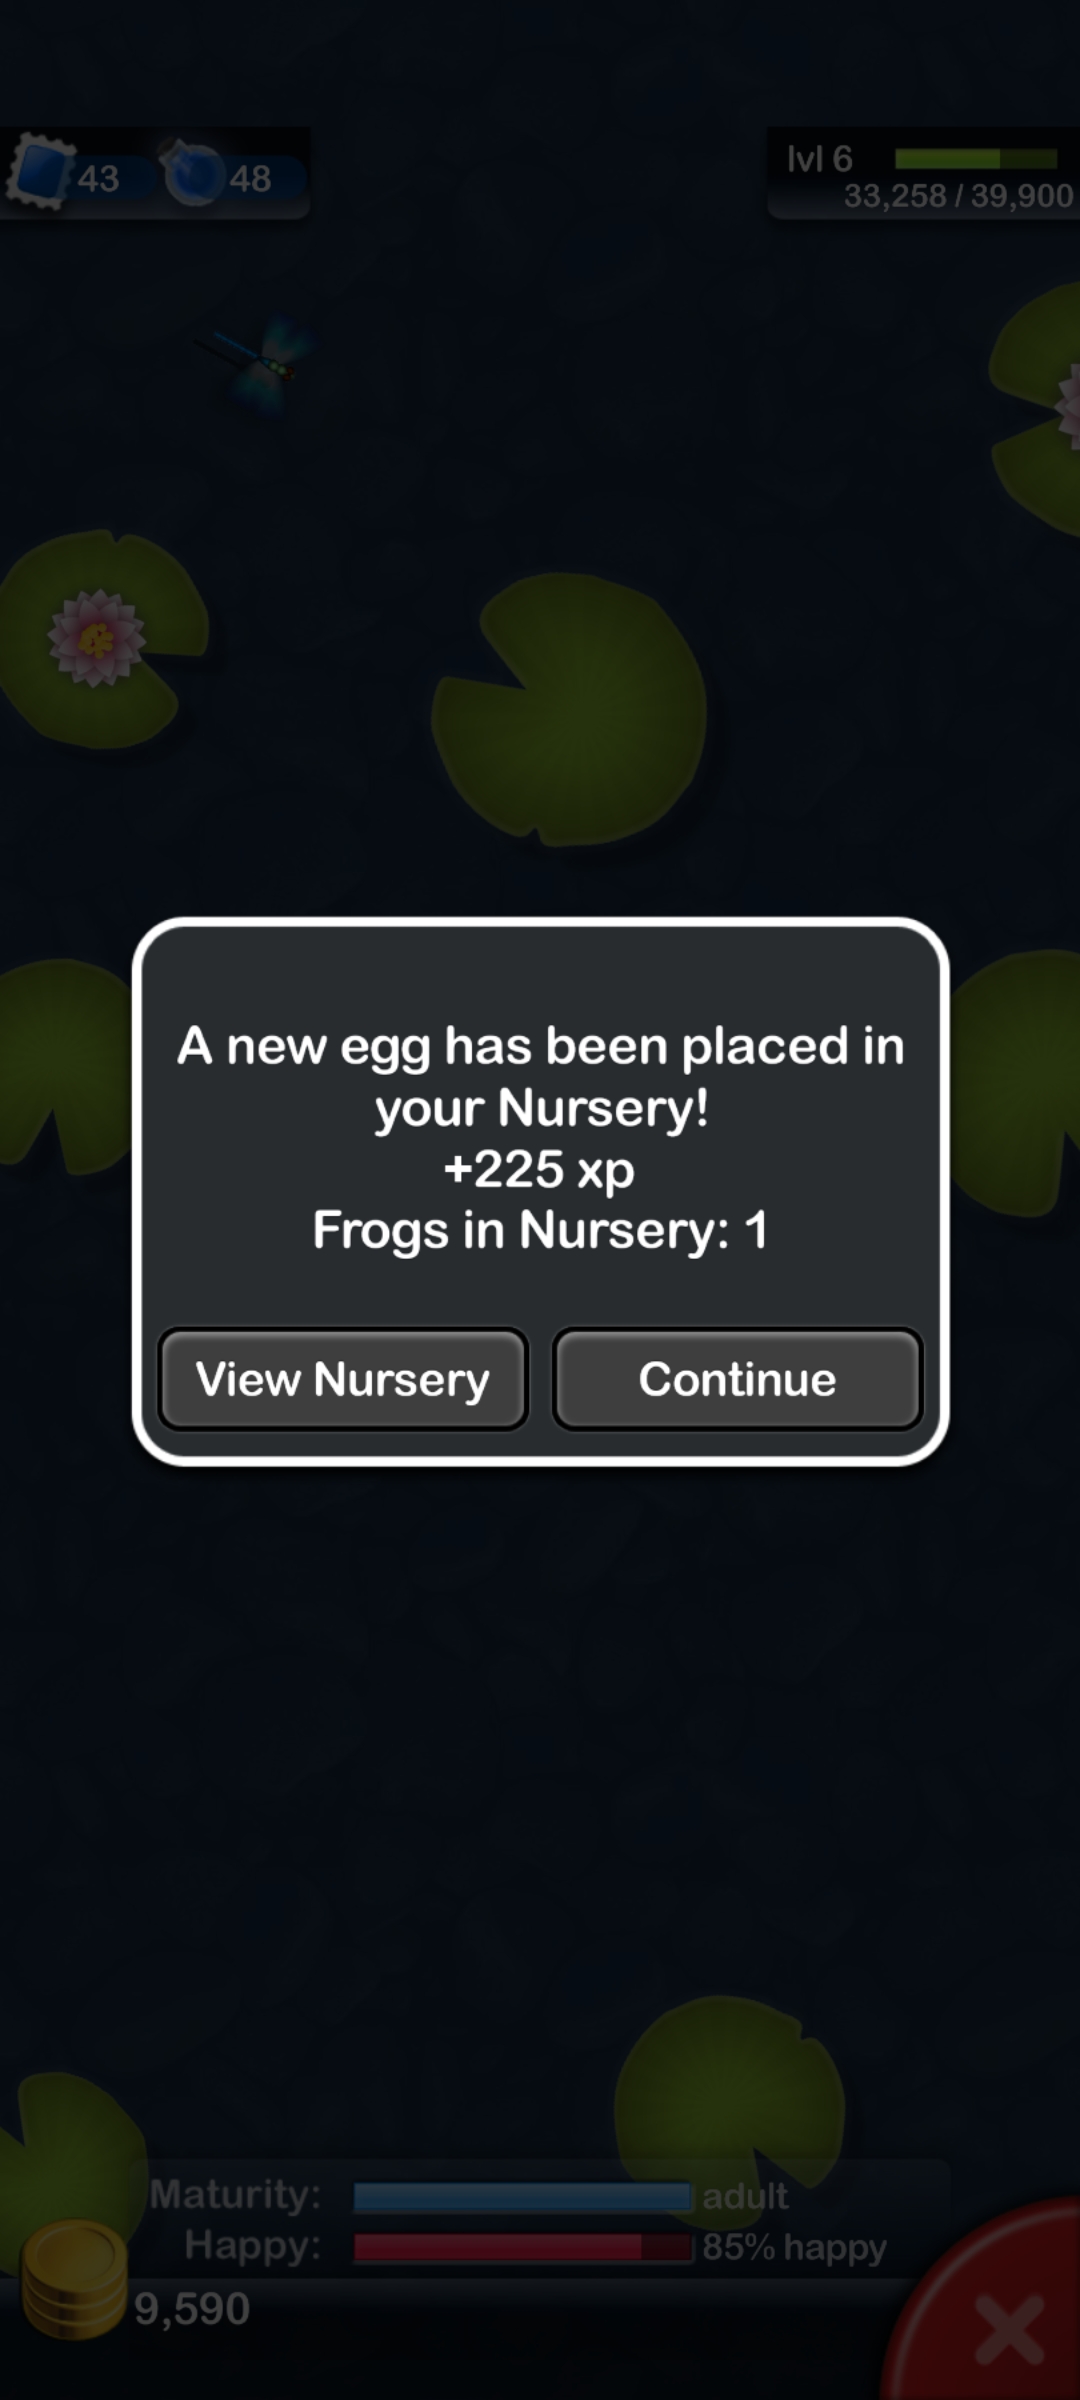 43
48
lvl 6
33,258 / 39,900
A new egg has been placed in
your Nursery!
+225 xp
Frogs in Nursery: 1
View Nursery
Continue
Maturity:
adult
Happy:
85% happy
9,590